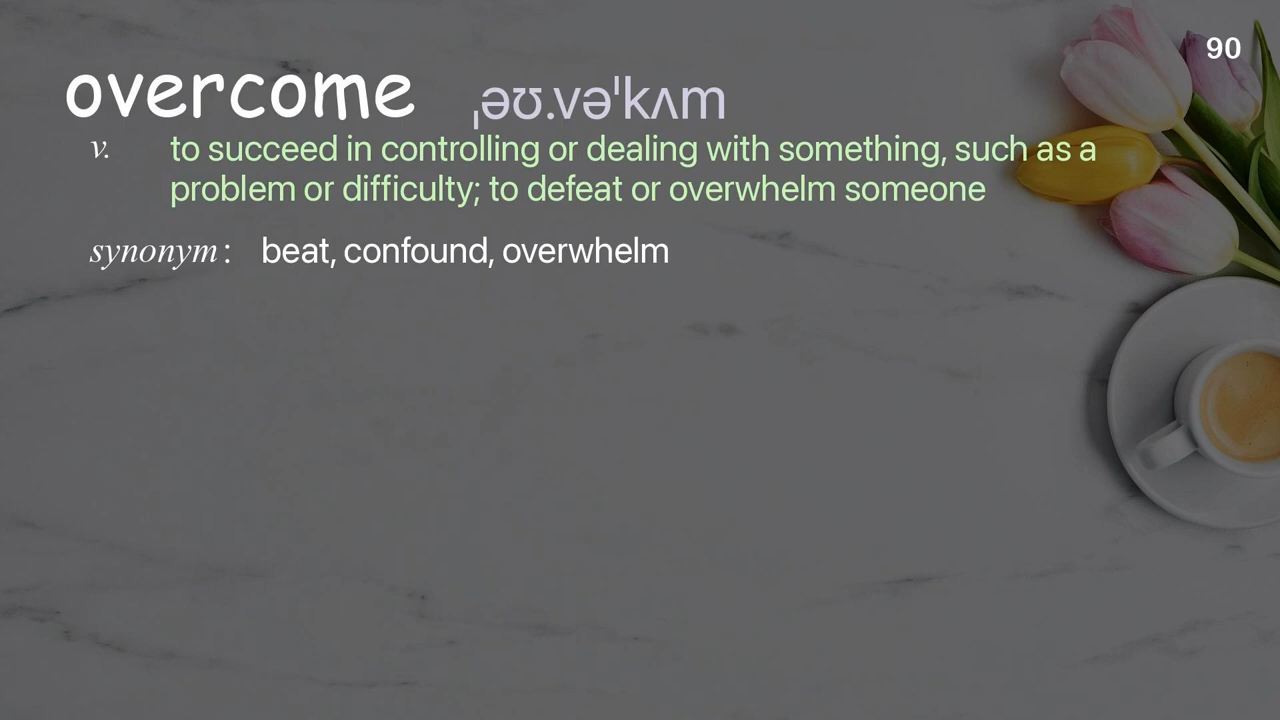 90
overcome ˌəʊ.vəˈkʌm
v. to succeed in controlling or dealing with something, such as a
problem or difficulty; to defeat or overwhelm someone
synonym : beat, confound, overwhelm